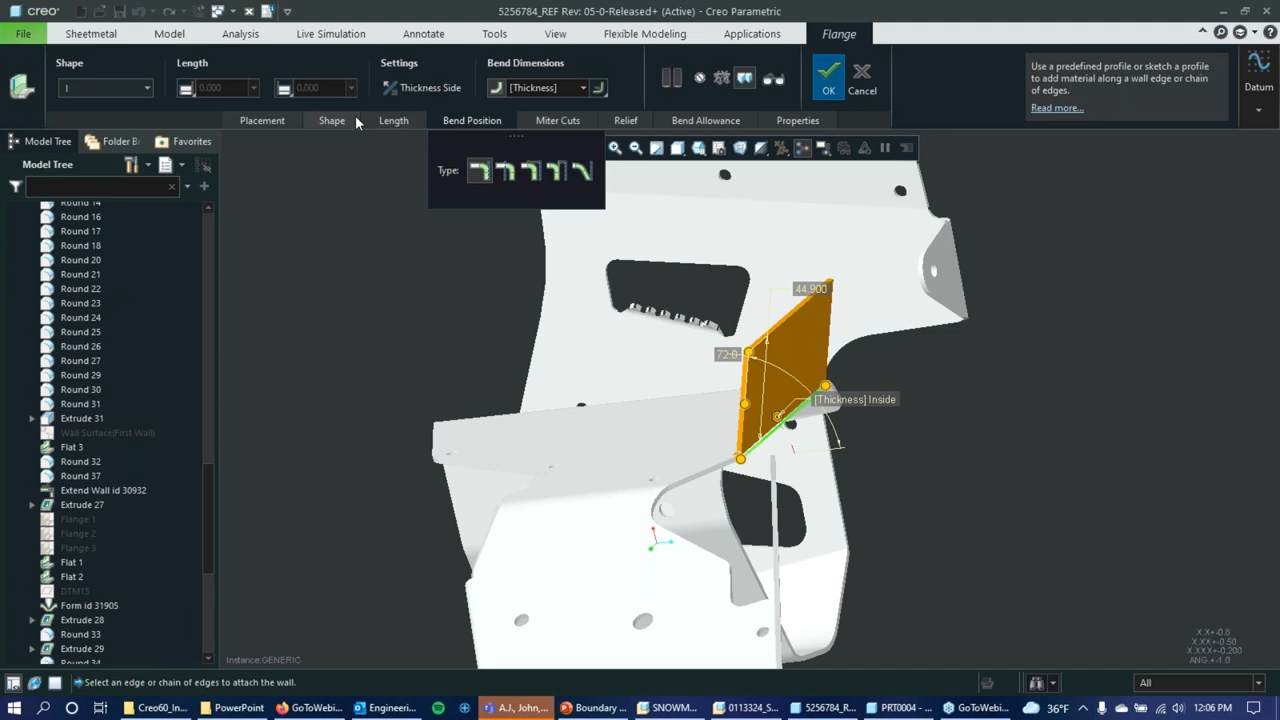 creo
5256784_REF Rev: 05-0-Released+ (Active) - Creo Parametric
File Model Analysis Live Simulation Annotate Tools View Flexible Modeling Applications Flange
Shape Length Settings Bend Dimensions
I 0.000 0.000 Thickness Side [Thickness] OK Cancel
Use a predefined profile or sketch a profile to add material along a wall edge or chain of edges.
Read more...
Datum
Placement Shape Length Bend Position Miter Cuts Relief Bend Allowance Properties
Model Tree Folder B Favorites
Model Tree
Type:
Round 14
Round 16
Round 17
Round 18
Round 20
Round 21
Round 22
Round 23
Round 24
Round 25
Round 26
Round 27
Round 29
Round 30
Round 31
Extrude 31
Wall Surface(First Wall)
Flat 3
Round 32
Round 37
Extend Wall id 30932
Extrude 27
Flange 1
Flange 2
Flange 3
Flat 1
Flat 2
DTM15
Form id 31905
Extrude 28
Round 33
Extrude 29
Round 34
44.900
72.0
[Thickness] Inside
X.X+-0.8
X.XX+-0.50
X.XXX+-0.200
ANG.+-1.0
Instance:GENERIC
Select an edge or chain of edges to attach the wall.
All
Creo60_In... PowerPoint GoToWebi... Engineeri... A.J., John,... Boundary ... SNOWM... 0113324_S... 5256784_R... PRT0004 - ... GoToWebi... 36°F 12:06 PM